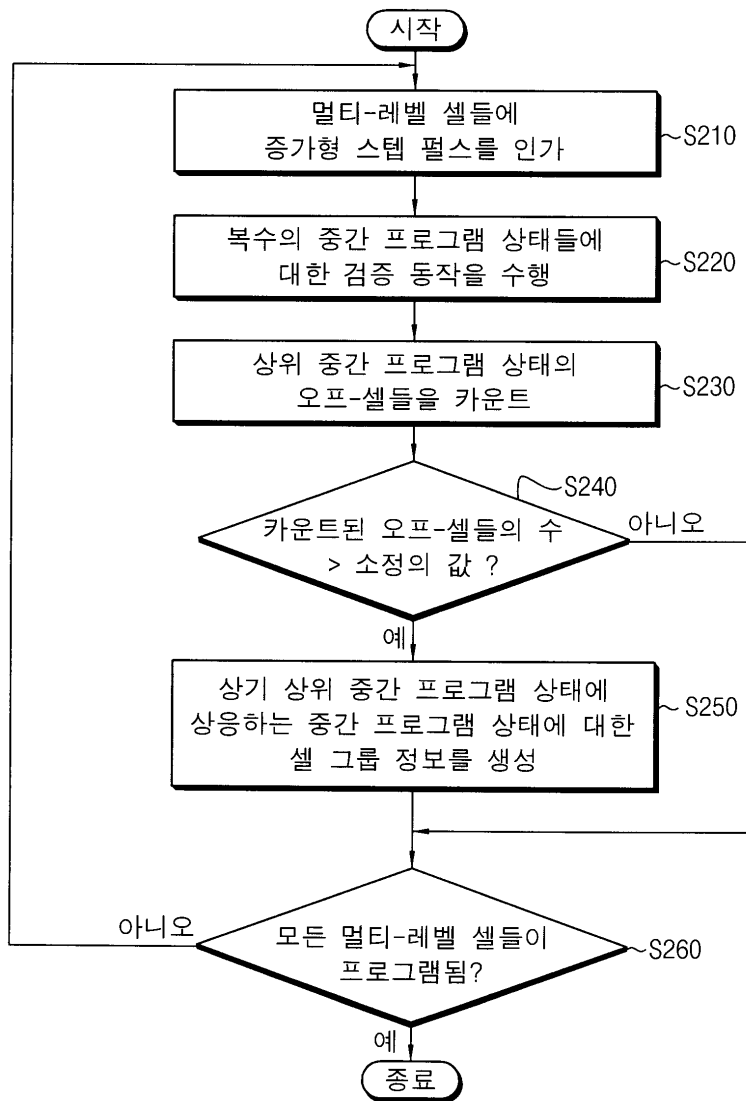 시작
멀티-레벨 셀들에
증가형 스텝 펄스를 인가
S210
복수의 중간 프로그램 상태들에
대한 검증 동작을 수행
S220
상위 중간 프로그램 상태의
오프-셀들을 카운트
S230
S240
카운트된 오프-셀들의 수
> 소정의 값 ?
아니오
예
상기 상위 중간 프로그램 상태에
상응하는 중간 프로그램 상태에 대한
셀 그룹 정보를 생성
S250
아니오
모든 멀티-레벨 셀들이
프로그램됨?
S260
예
종료